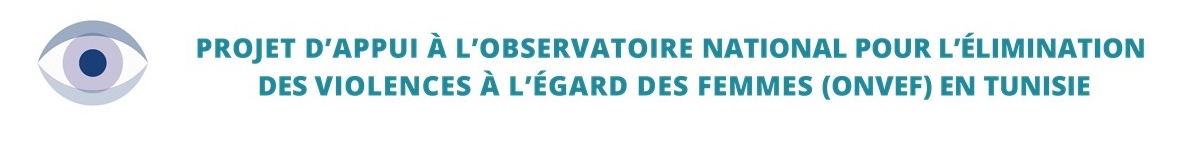 PROJET D’APPUI À L’OBSERVATOIRE NATIONAL POUR L’ÉLIMINATION
DES VIOLENCES À L’ÉGARD DES FEMMES (ONVEF) EN TUNISIE